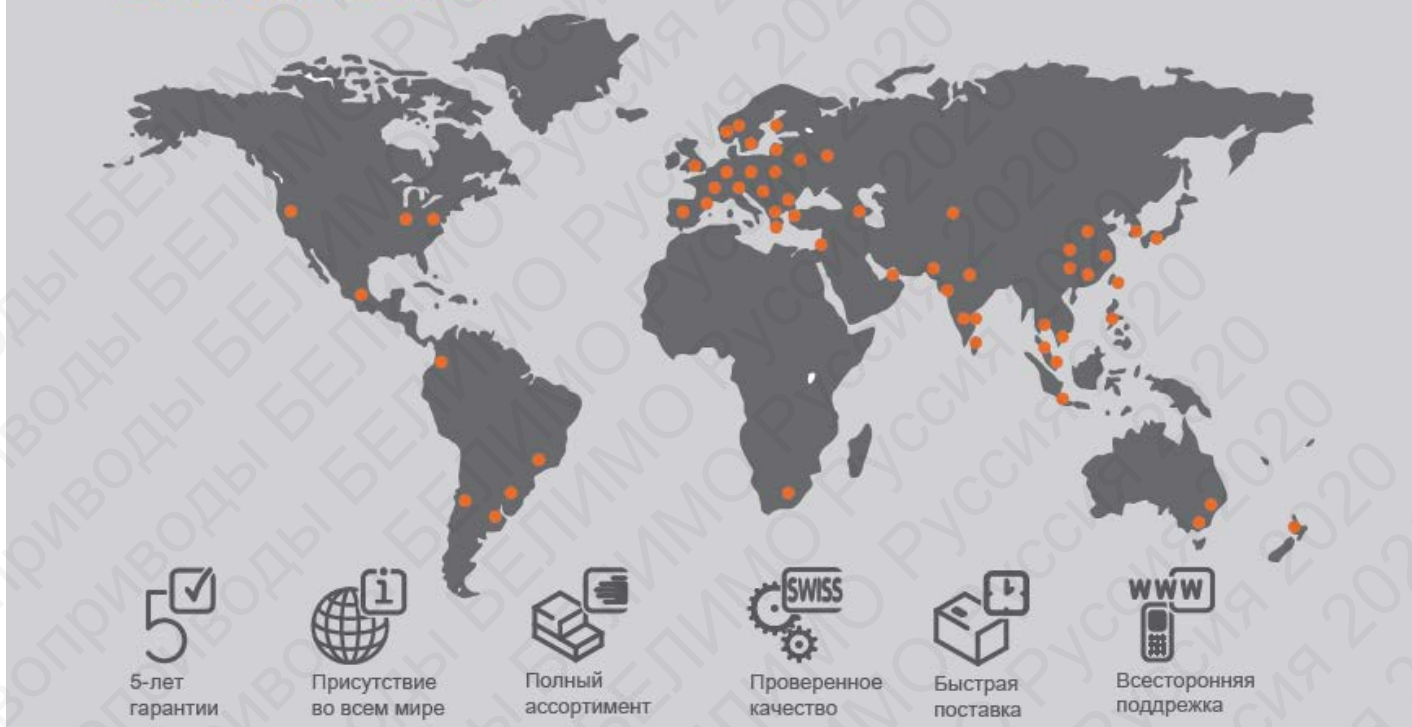 SWISS
www
5-лет
гарантии
Присутствие
во всем мире
Полный
ассортимент
Проверенное
качество
Быстрая
поставка
Всесторонняя
поддрежка